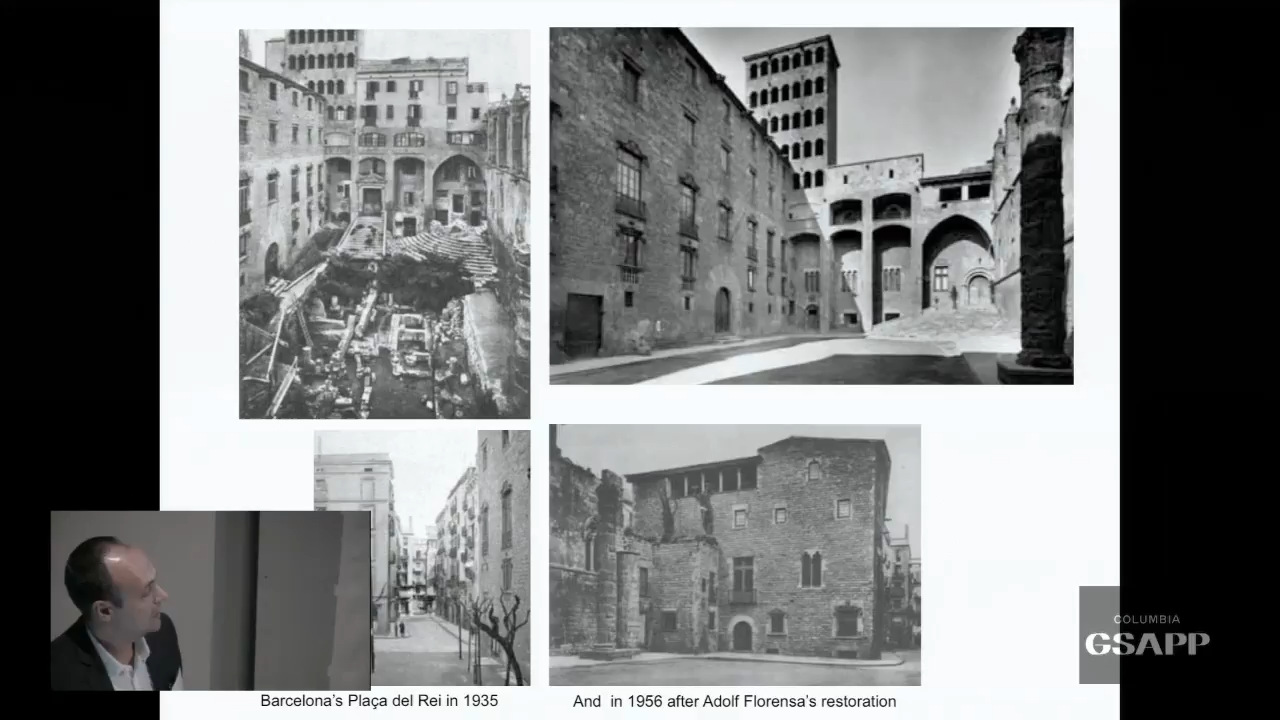 COLUMBIA
GSAPP
Barcelona's Plaça del Rei in 1935
And in 1956 after Adolf Florensa's restoration